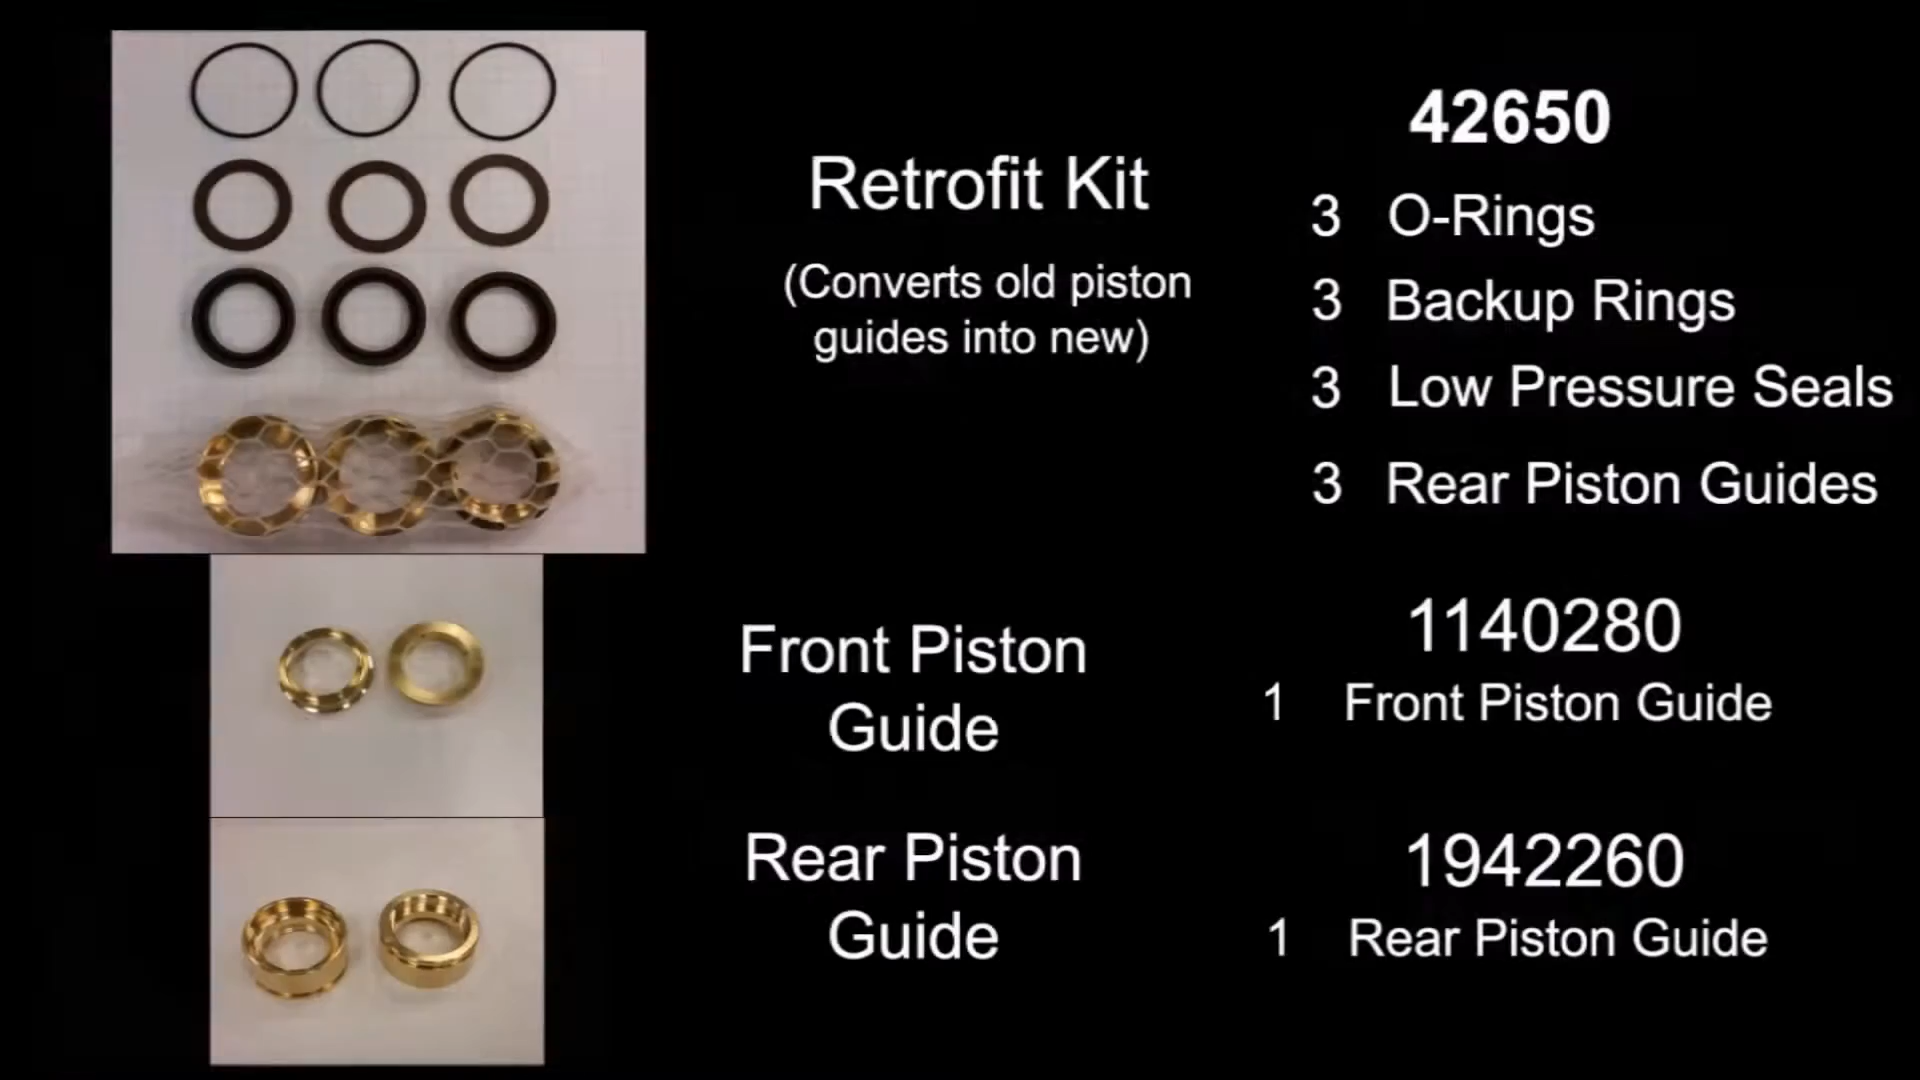 Retrofit Kit
(Converts old piston
guides into new)
42650
3 O-Rings
3 Backup Rings
3 Low Pressure Seals
3 Rear Piston Guides
Front Piston
Guide
1140280
1 Front Piston Guide
Rear Piston
Guide
1942260
1 Rear Piston Guide